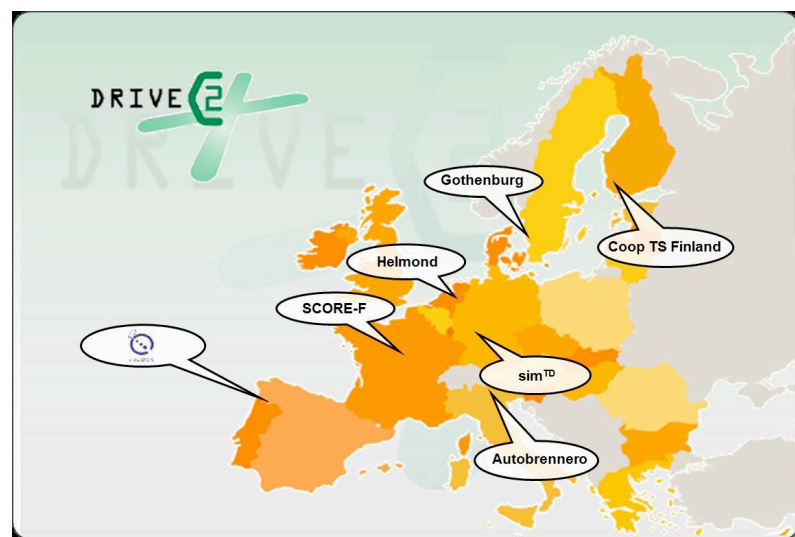 DRIVE C2X
Gothenburg
Coop TS Finland
Helmond
SCORE-F
simTD
Autobrennero